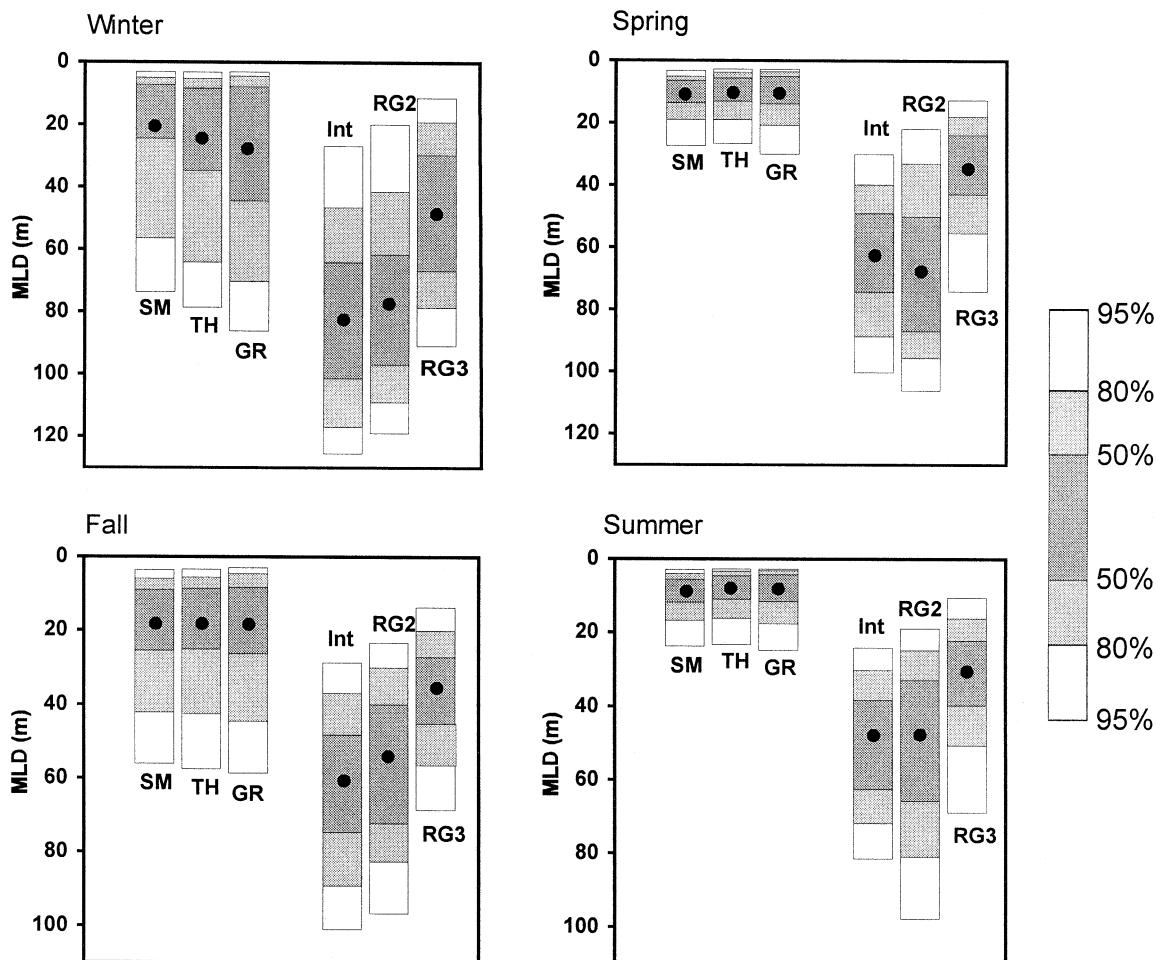 Winter
0
20
40
60
80
100
120
MLD (m)
SM
TH
GR
Int
RG2
RG3
Spring
0
20
40
60
80
100
120
MLD (m)
SM
TH
GR
Int
RG2
RG3
Fall
0
20
40
60
80
100
MLD (m)
SM
TH
GR
Int
RG2
RG3
Summer
0
20
40
60
80
100
MLD (m)
SM
TH
GR
Int
RG2
RG3
95%
80%
50%
50%
80%
95%